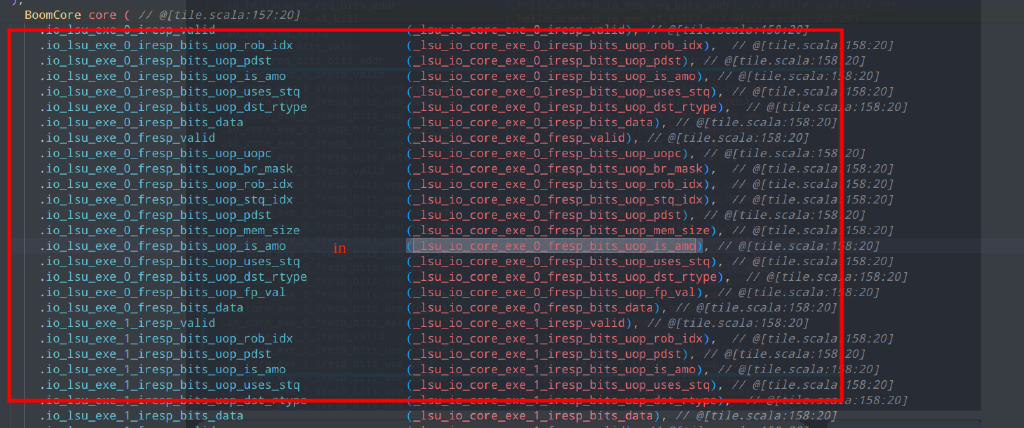 BoomCore core ( // @[tile.scala:157:20]
.io_lsu_exe_0_iresp_valid (_lsu_io_core_exe_0_iresp_valid), // @[tile.scala:158:20]
.io_lsu_exe_0_iresp_bits_uop_rob_idx (_lsu_io_core_exe_0_iresp_bits_uop_rob_idx), // @[tile.scala:158:20]
.io_lsu_exe_0_iresp_bits_uop_pdst (_lsu_io_core_exe_0_iresp_bits_uop_pdst), // @[tile.scala:158:20]
.io_lsu_exe_0_iresp_bits_uop_is_amo (_lsu_io_core_exe_0_iresp_bits_uop_is_amo), // @[tile.scala:158:20]
.io_lsu_exe_0_iresp_bits_uop_uses_stq (_lsu_io_core_exe_0_iresp_bits_uop_uses_stq), // @[tile.scala:158:20]
.io_lsu_exe_0_iresp_bits_uop_dst_rtype (_lsu_io_core_exe_0_iresp_bits_uop_dst_rtype), // @[tile.scala:158:20]
.io_lsu_exe_0_iresp_bits_data (_lsu_io_core_exe_0_iresp_bits_data), // @[tile.scala:158:20]
.io_lsu_exe_0_fresp_valid (_lsu_io_core_exe_0_fresp_valid), // @[tile.scala:158:20]
.io_lsu_exe_0_fresp_bits_uop_uopc (_lsu_io_core_exe_0_fresp_bits_uop_uopc), // @[tile.scala:158:20]
.io_lsu_exe_0_fresp_bits_uop_br_mask (_lsu_io_core_exe_0_fresp_bits_uop_br_mask), // @[tile.scala:158:20]
.io_lsu_exe_0_fresp_bits_uop_rob_idx (_lsu_io_core_exe_0_fresp_bits_uop_rob_idx), // @[tile.scala:158:20]
.io_lsu_exe_0_fresp_bits_uop_stq_idx (_lsu_io_core_exe_0_fresp_bits_uop_stq_idx), // @[tile.scala:158:20]
.io_lsu_exe_0_fresp_bits_uop_pdst (_lsu_io_core_exe_0_fresp_bits_uop_pdst), // @[tile.scala:158:20]
.io_lsu_exe_0_fresp_bits_uop_mem_size (_lsu_io_core_exe_0_fresp_bits_uop_mem_size), // @[tile.scala:158:20]
.io_lsu_exe_0_fresp_bits_uop_is_amo in (_lsu_io_core_exe_0_fresp_bits_uop_is_amo), // @[tile.scala:158:20]
.io_lsu_exe_0_fresp_bits_uop_uses_stq (_lsu_io_core_exe_0_fresp_bits_uop_uses_stq), // @[tile.scala:158:20]
.io_lsu_exe_0_fresp_bits_uop_dst_rtype (_lsu_io_core_exe_0_fresp_bits_uop_dst_rtype), // @[tile.scala:158:20]
.io_lsu_exe_0_fresp_bits_uop_fp_val (_lsu_io_core_exe_0_fresp_bits_uop_fp_val), // @[tile.scala:158:20]
.io_lsu_exe_0_fresp_bits_data (_lsu_io_core_exe_0_fresp_bits_data), // @[tile.scala:158:20]
.io_lsu_exe_1_iresp_valid (_lsu_io_core_exe_1_iresp_valid), // @[tile.scala:158:20]
.io_lsu_exe_1_iresp_bits_uop_rob_idx (_lsu_io_core_exe_1_iresp_bits_uop_rob_idx), // @[tile.scala:158:20]
.io_lsu_exe_1_iresp_bits_uop_pdst (_lsu_io_core_exe_1_iresp_bits_uop_pdst), // @[tile.scala:158:20]
.io_lsu_exe_1_iresp_bits_uop_is_amo (_lsu_io_core_exe_1_iresp_bits_uop_is_amo), // @[tile.scala:158:20]
.io_lsu_exe_1_iresp_bits_uop_uses_stq (_lsu_io_core_exe_1_iresp_bits_uop_uses_stq), // @[tile.scala:158:20]
.io_lsu_exe_1_iresp_bits_uop_dst_rtype (_lsu_io_core_exe_1_iresp_bits_uop_dst_rtype), // @[tile.scala:158:20]
.io_lsu_exe_1_iresp_bits_data (_lsu_io_core_exe_1_iresp_bits_data), // @[tile.scala:158:20]